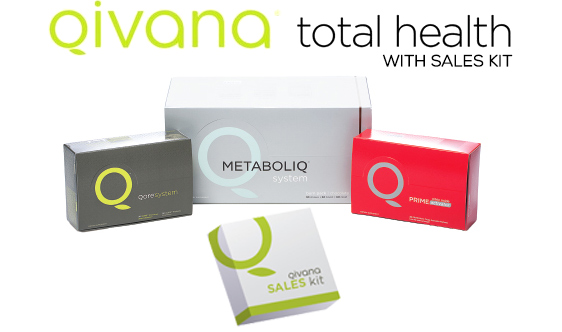 qivana® total health
WITH SALES KIT
METABOLIQ
system
Qoresystem
PRIME
qivana
SALES kit